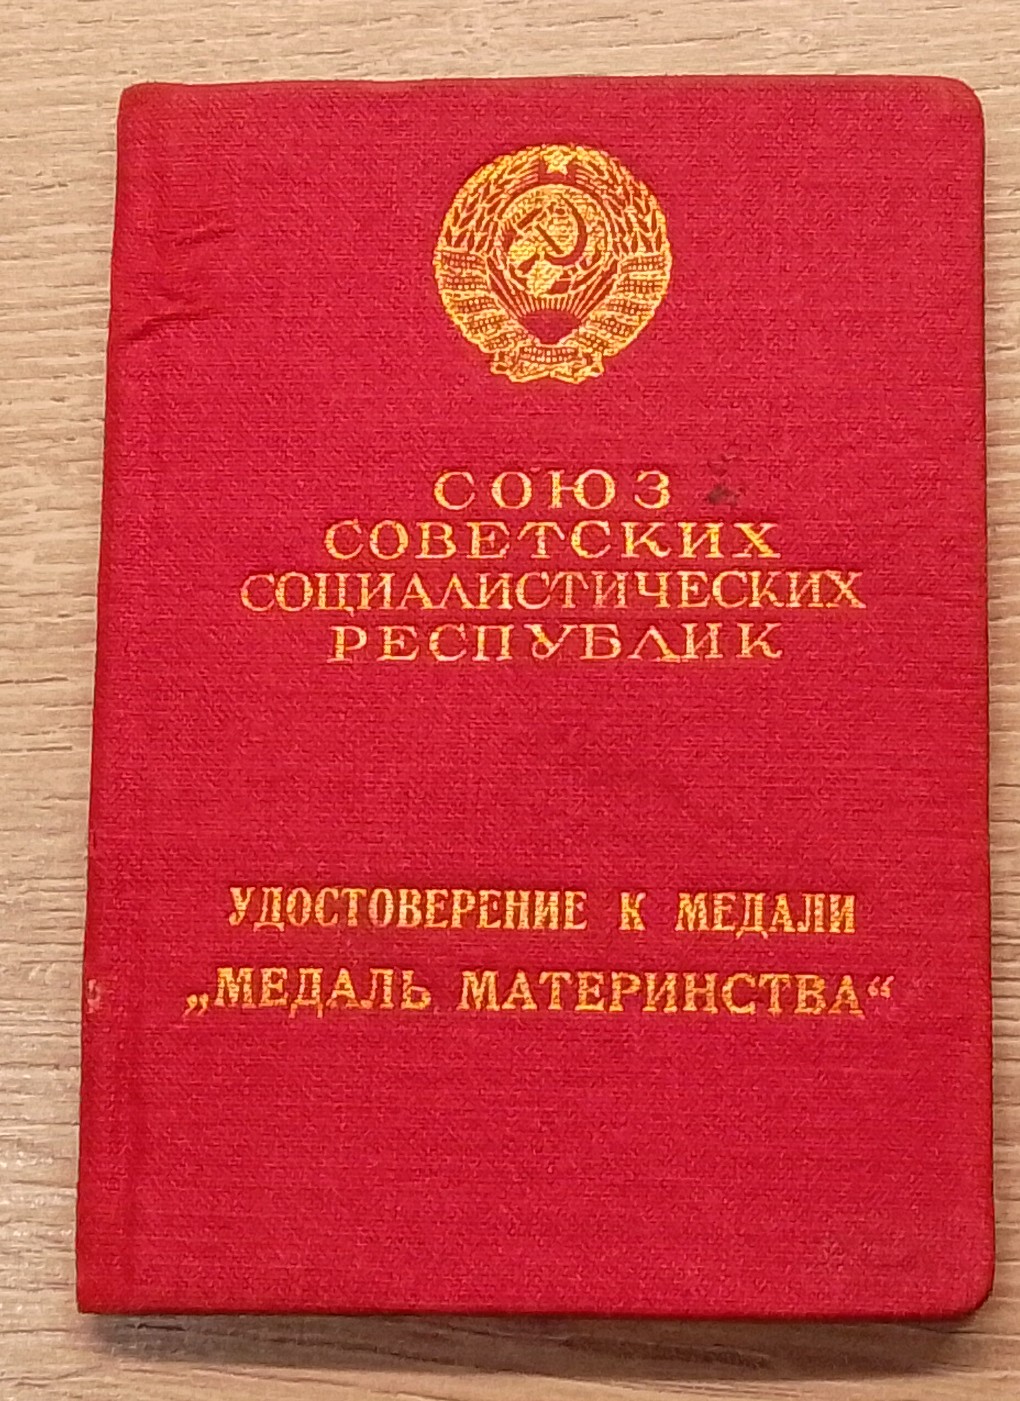 СОЮЗ
СОВЕТСКИХ
СОЦИАЛИСТИЧЕСКИХ
РЕСПУБЛИК
УДОСТОВЕРЕНИЕ К МЕДАЛИ
„МЕДАЛЬ МАТЕРИНСТВА“